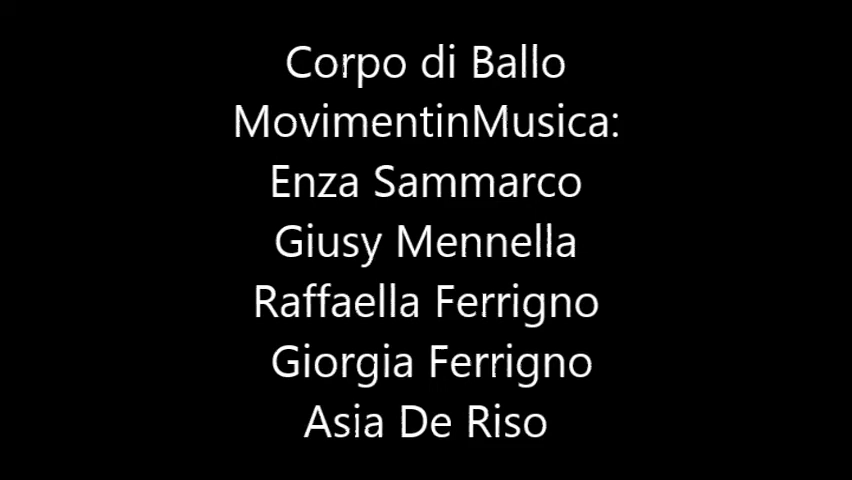 Corpo di Ballo
MovimentinMusica:
Enza Sammarco
Giusy Mennella
Raffaella Ferrigno
Giorgia Ferrigno
Asia De Riso